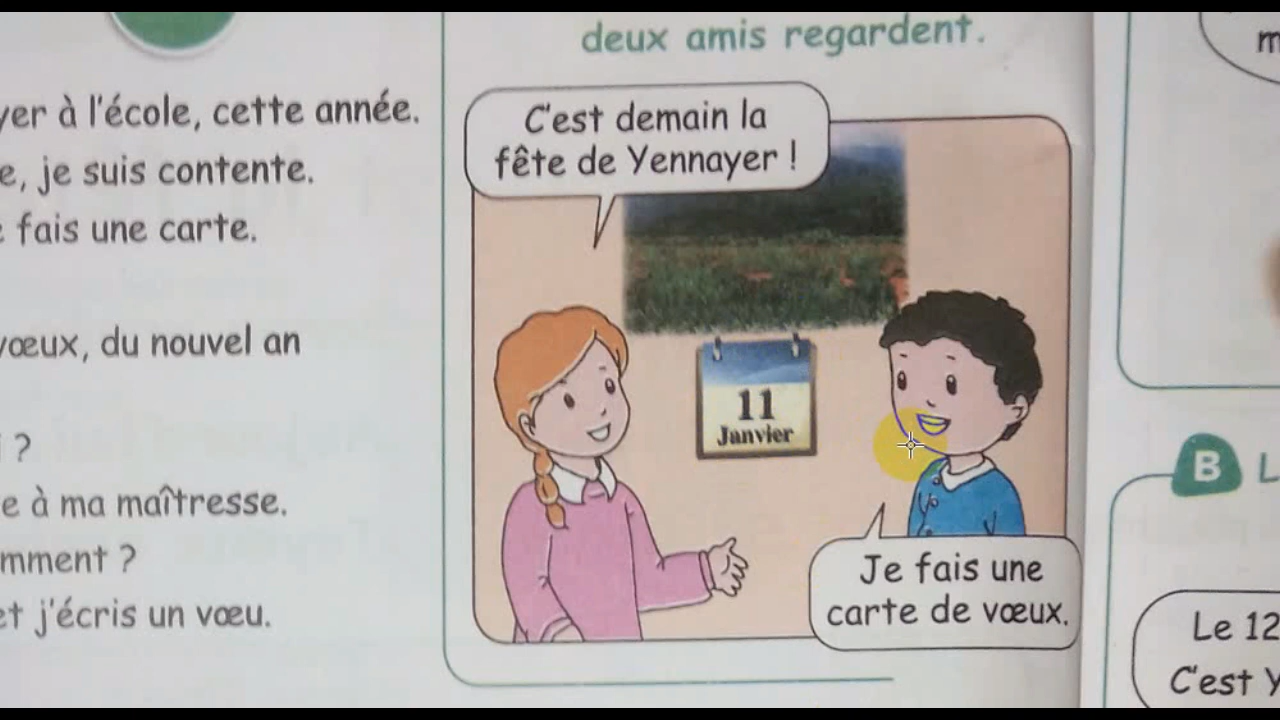 yer à l'école, cette année.
e, je suis contente.
fais une carte.
vœux, du nouvel an
?
e à ma maîtresse.
mment ?
et j'écris un vœu.
deux amis regardent.
C'est demain la
fête de Yennayer !
11
Janvier
Je fais une
carte de vœux.
m
B L
Le 12
C'est Y